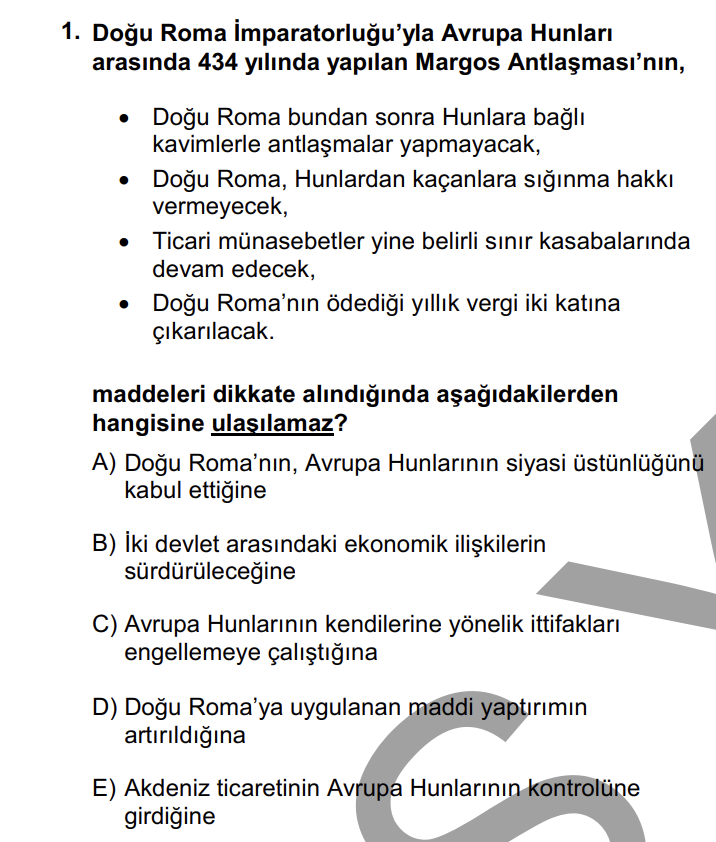 1. Doğu Roma İmparatorluğu’yla Avrupa Hunları
arasında 434 yılında yapılan Margos Antlaşması’nın,
• Doğu Roma bundan sonra Hunlara bağlı
kavimlerle antlaşmalar yapmayacak,
• Doğu Roma, Hunlardan kaçanlara sığınma hakkı
vermeyecek,
• Ticari münasebetler yine belirli sınır kasabalarında
devam edecek,
• Doğu Roma’nın ödediği yıllık vergi iki katına
çıkarılacak.
maddeleri dikkate alındığında aşağıdakilerden
hangisine ulaşılamaz?
A) Doğu Roma’nın, Avrupa Hunlarının siyasi üstünlüğünü
kabul ettiğine
B) İki devlet arasındaki ekonomik ilişkilerin
sürdürüleceğine
C) Avrupa Hunlarının kendilerine yönelik ittifakları
engellemeye çalıştığına
D) Doğu Roma’ya uygulanan maddi yaptırımın
artırıldığına
E) Akdeniz ticaretinin Avrupa Hunlarının kontrolüne
girdiğine